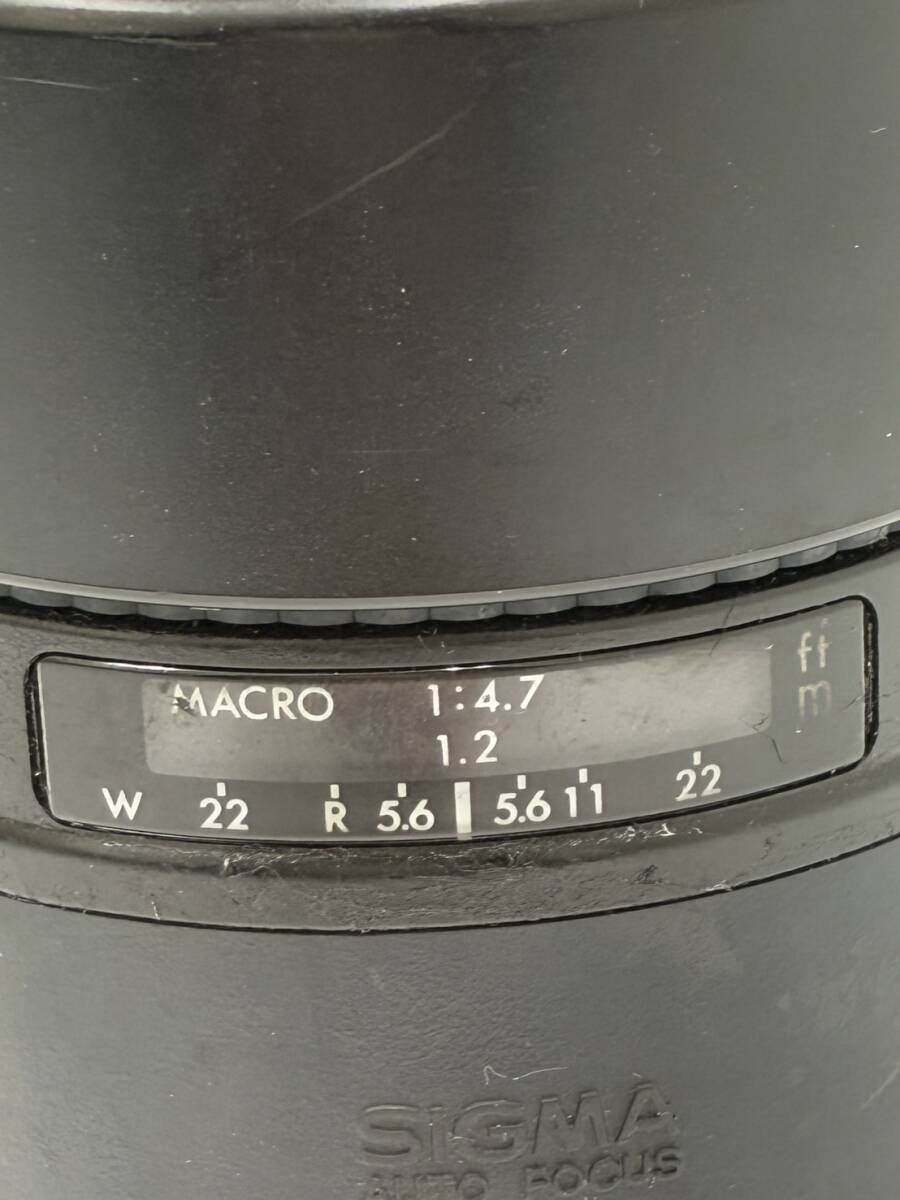 MACRO 1:4.7 ft
1.2 m
W 22 R 5.6 5.6 11 22
SIGMA
AUTO FOCUS